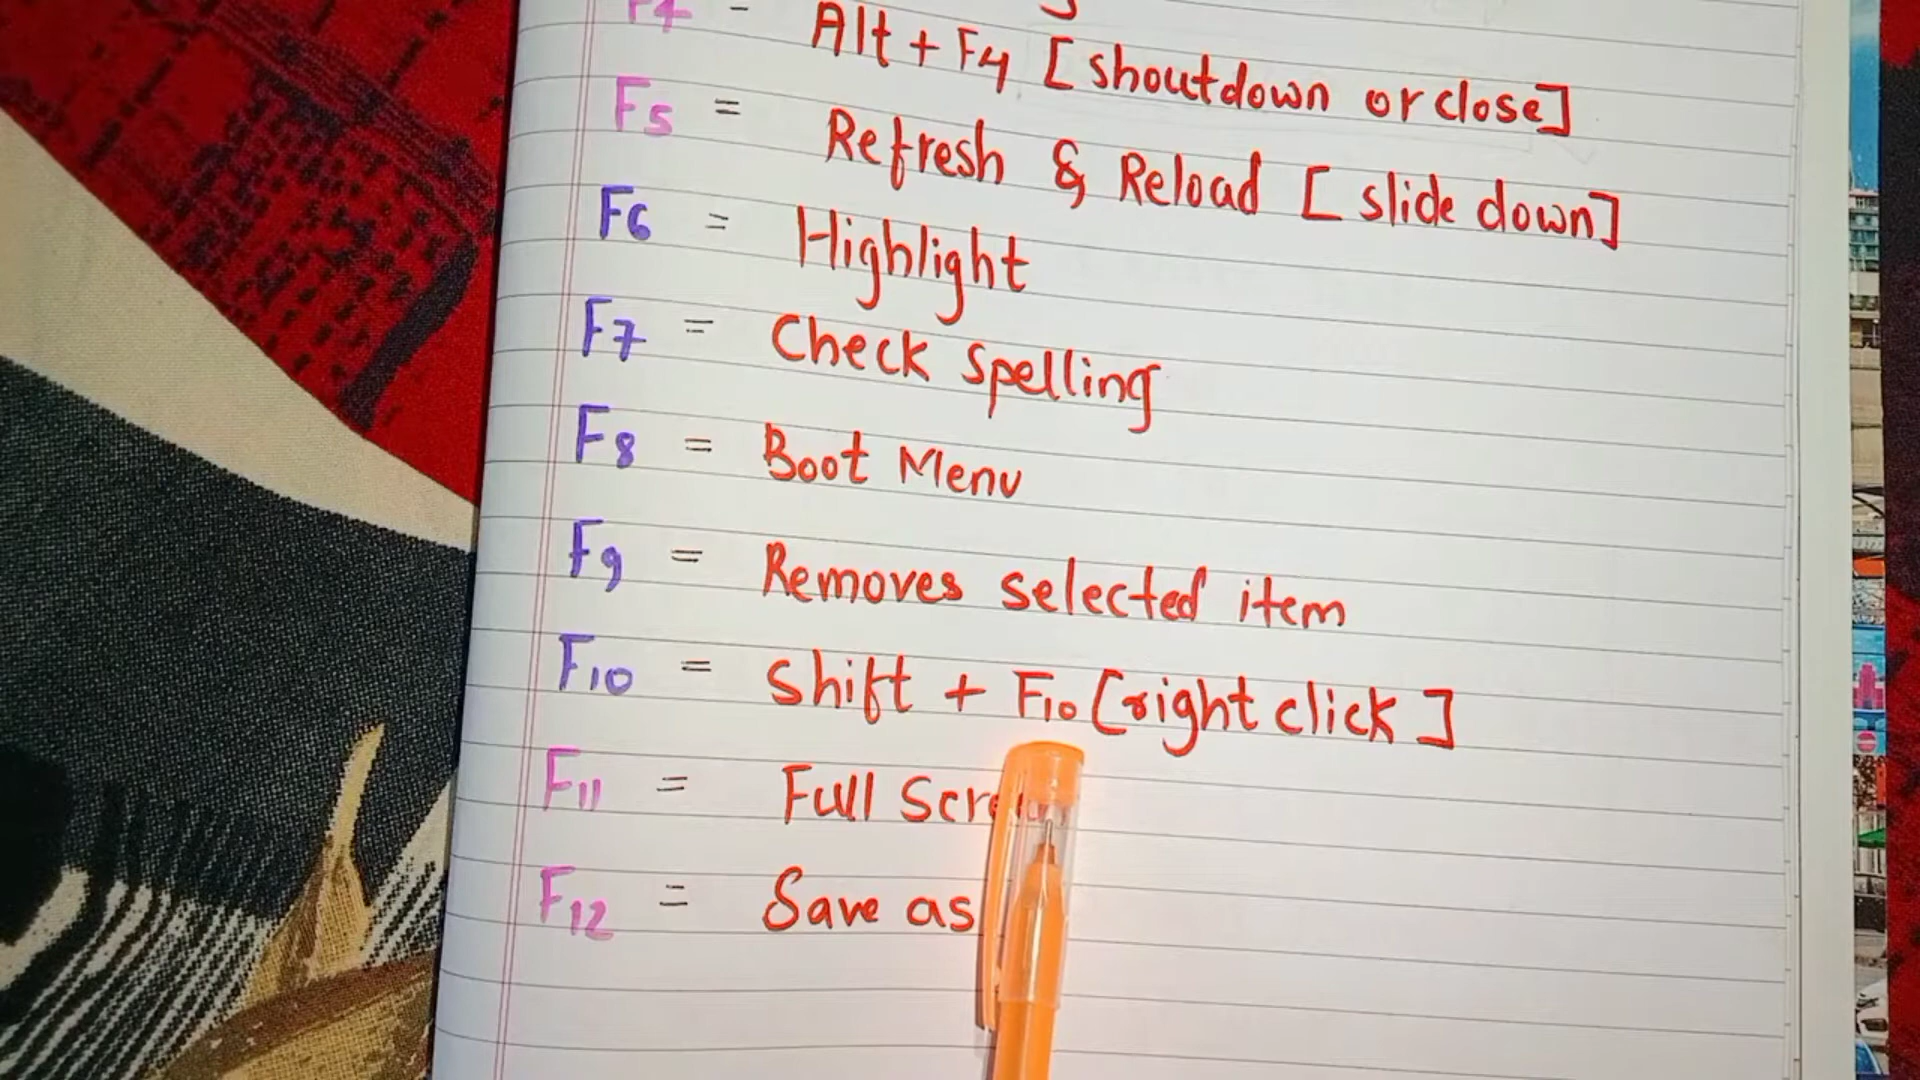 F4 = Alt + F4 [shoutdown or close]
F5 = Refresh & Reload [slide down]
F6 = Highlight
F7 = Check spelling
F8 = Boot Menu
F9 = Removes selected item
F10 = Shift + F10 [right click]
F11 = Full
F12 = Save as